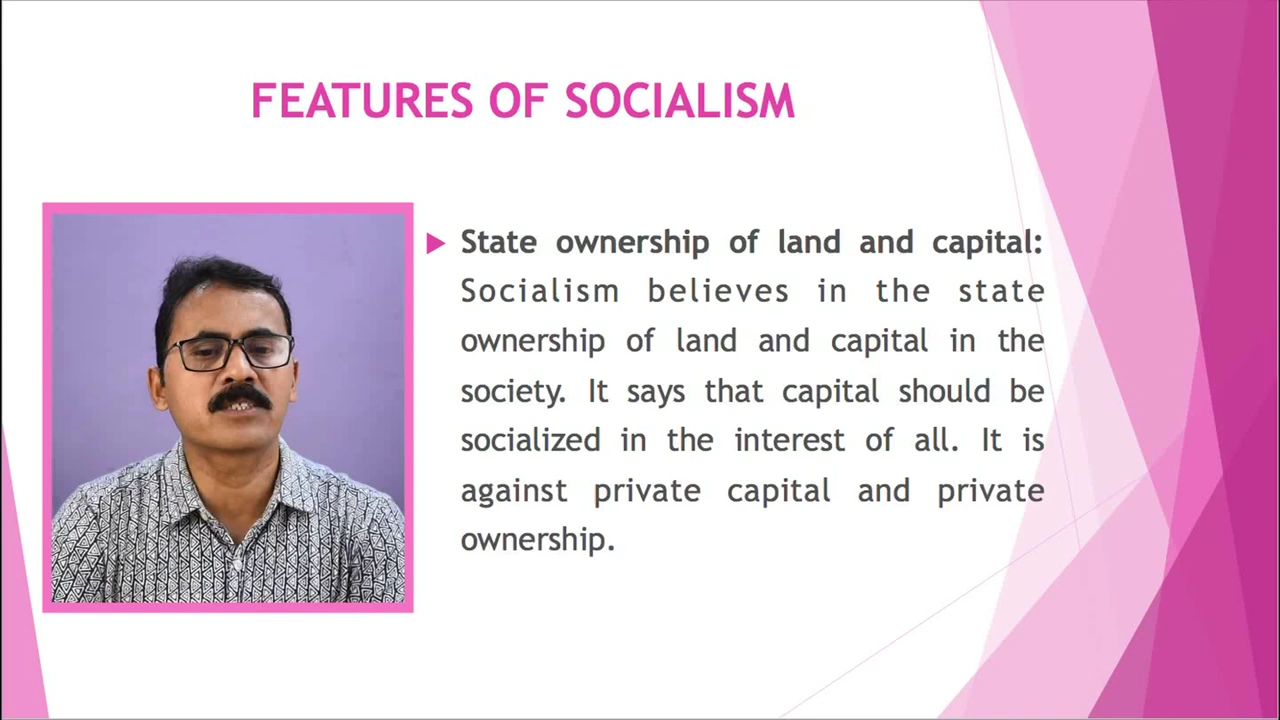 FEATURES OF SOCIALISM
State ownership of land and capital:
Socialism believes in the state
ownership of land and capital in the
society. It says that capital should be
socialized in the interest of all. It is
against private capital and private
ownership.